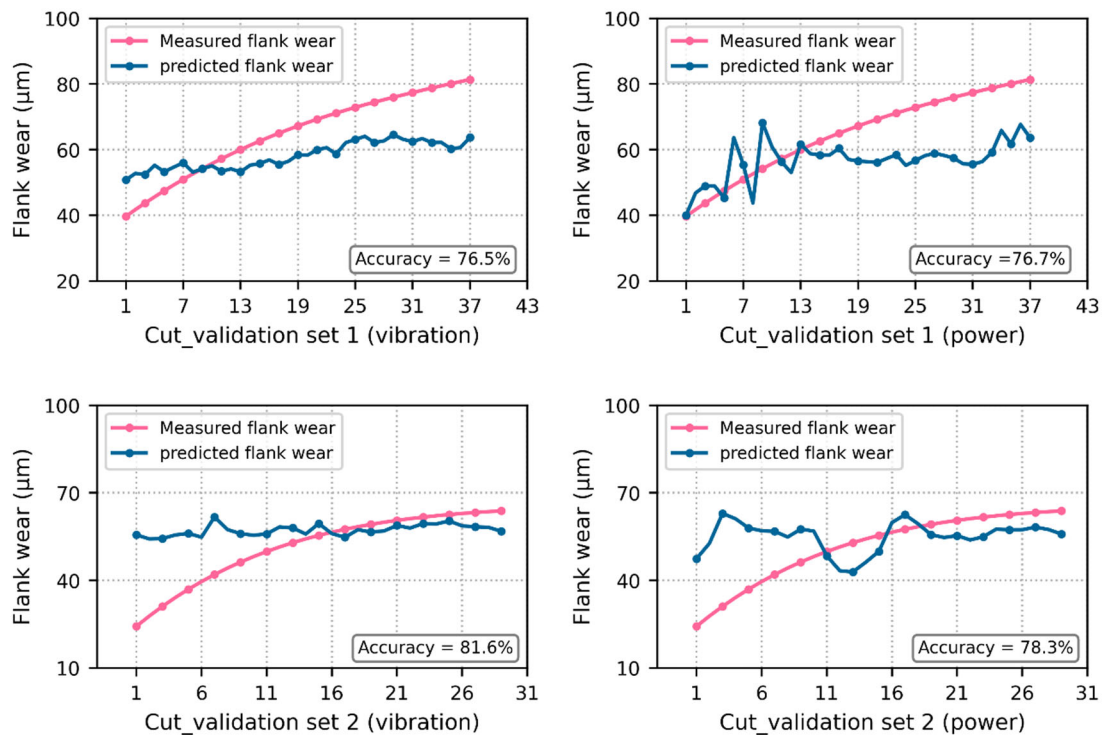 Flank wear (µm)
100
80
60
40
20
Measured flank wear
predicted flank wear
Accuracy = 76.5%
1 7 13 19 25 31 37 43
Cut_validation set 1 (vibration)
Flank wear (µm)
100
80
60
40
20
Measured flank wear
predicted flank wear
Accuracy =76.7%
1 7 13 19 25 31 37 43
Cut_validation set 1 (power)
Flank wear (µm)
100
70
40
10
Measured flank wear
predicted flank wear
Accuracy = 81.6%
1 6 11 16 21 26 31
Cut_validation set 2 (vibration)
Flank wear (µm)
100
70
40
10
Measured flank wear
predicted flank wear
Accuracy = 78.3%
1 6 11 16 21 26 31
Cut_validation set 2 (power)